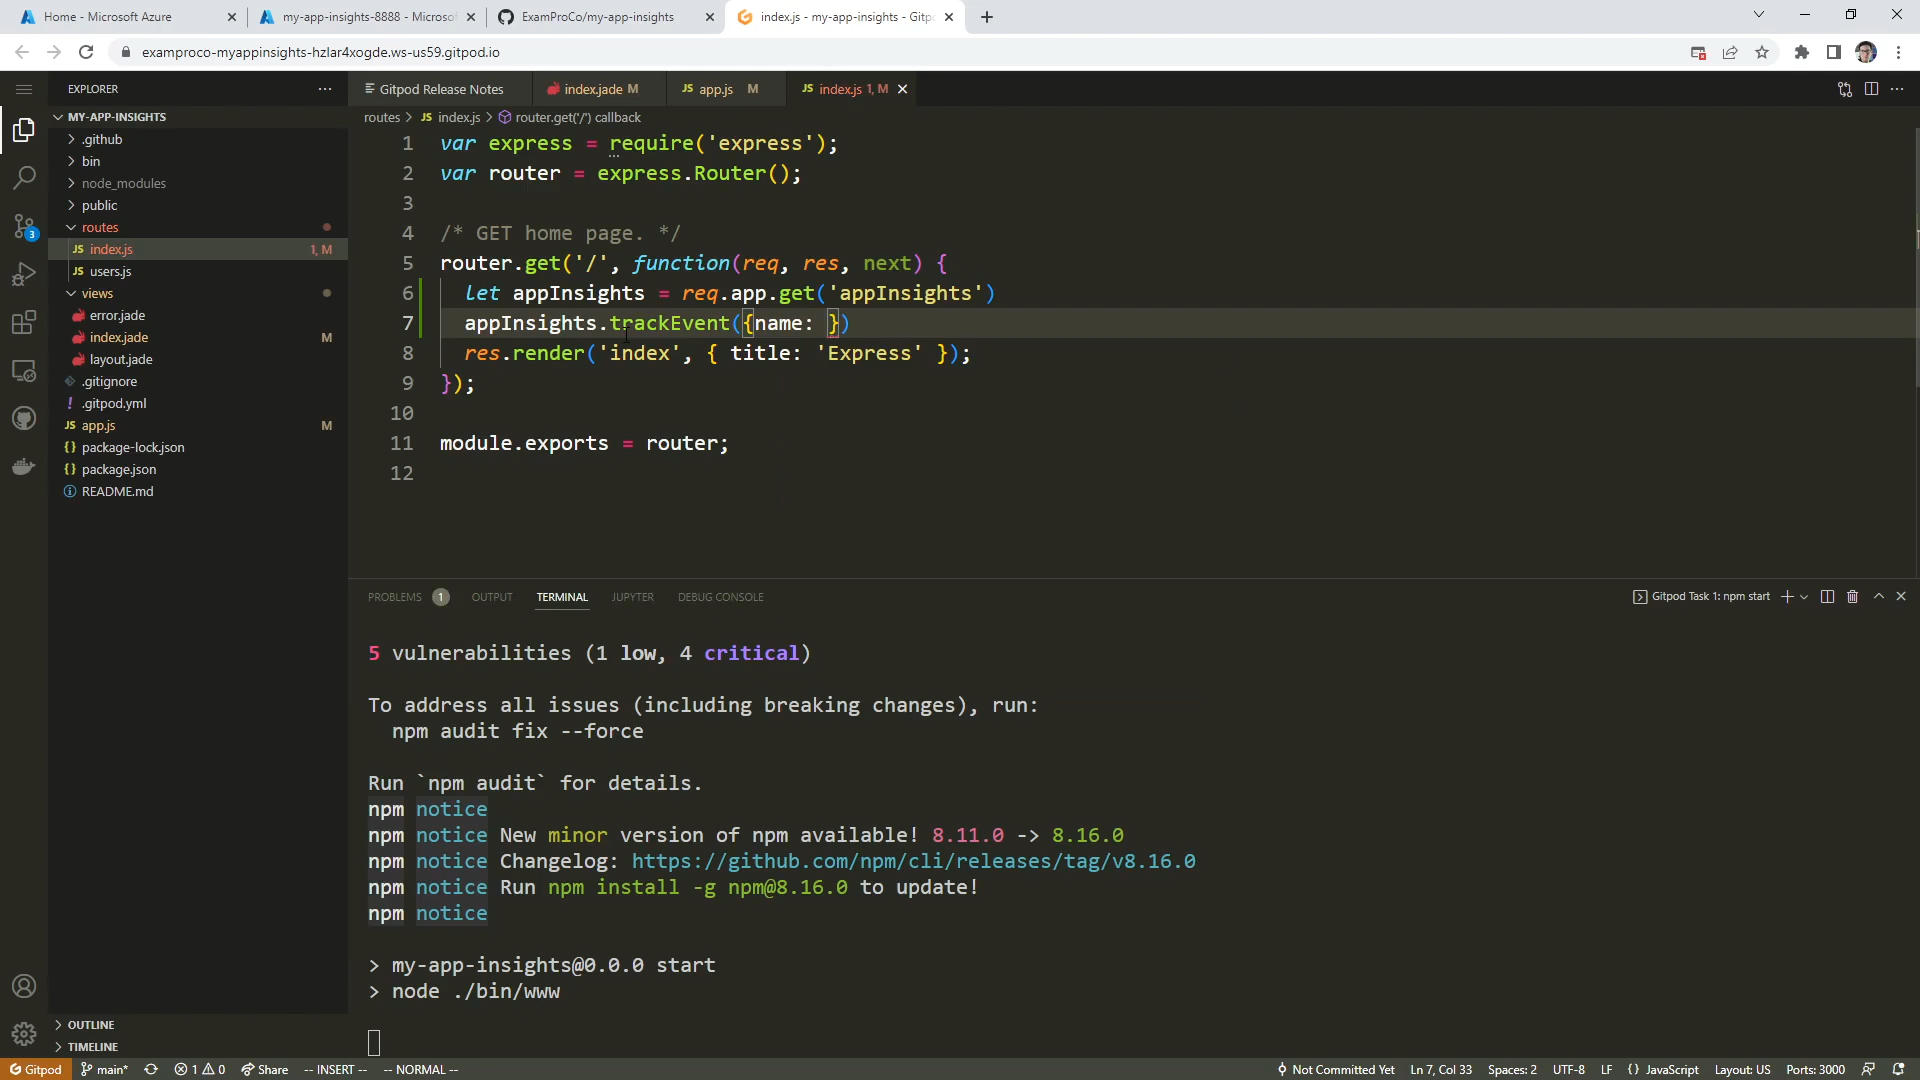 Home - Microsoft Azure
my-app-insights-8888 - Microsof
ExamProCo/my-app-insights
index.js - my-app-insights - Gitpo
examproco-myappinsights-hzlar4xogde.ws-us59.gitpod.io
EXPLORER
Gitpod Release Notes
index.jade M
JS app.js M
JS index.js 1, M
MY-APP-INSIGHTS
routes > JS index.js > router.get('/') callback
.github
bin
node_modules
public
routes
JS index.js 1, M
JS users.js
views
error.jade
index.jade M
layout.jade
.gitignore
! .gitpod.yml
JS app.js M
{} package-lock.json
{} package.json
README.md
OUTLINE
TIMELINE
1 var express = require('express');
2 var router = express.Router();
3
4 /* GET home page. */
5 router.get('/', function(req, res, next) {
6 let appInsights = req.app.get('appInsights')
7 appInsights.trackEvent({name: })
8 res.render('index', { title: 'Express' });
9 });
10
11 module.exports = router;
12
3
PROBLEMS 1 OUTPUT TERMINAL JUPYTER DEBUG CONSOLE
Gitpod Task 1: npm start
5 vulnerabilities (1 low, 4 critical)
To address all issues (including breaking changes), run:
npm audit fix --force
Run `npm audit` for details.
npm notice
npm notice New minor version of npm available! 8.11.0 -> 8.16.0
npm notice Changelog: https://github.com/npm/cli/releases/tag/v8.16.0
npm notice Run npm install -g npm@8.16.0 to update!
npm notice
> my-app-insights@0.0.0 start
> node ./bin/www
Gitpod main* 1 0 Share -- INSERT -- -- NORMAL -- Not Committed Yet Ln 7, Col 33 Spaces: 2 UTF-8 LF {} JavaScript Layout: US Ports: 3000